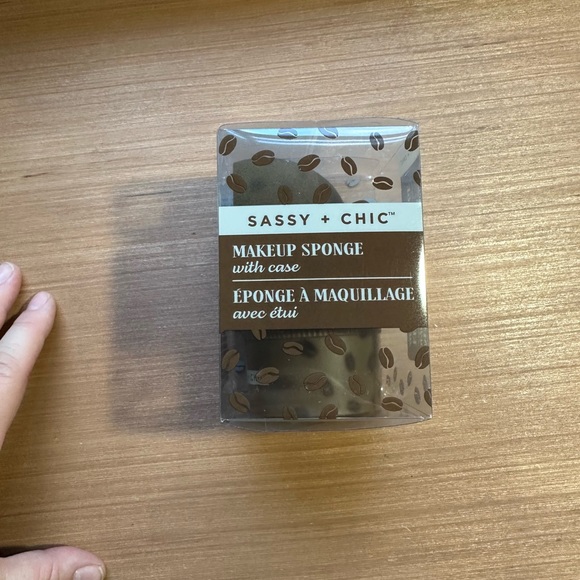 SASSY + CHIC™
MAKEUP SPONGE
with case
ÉPONGE À MAQUILLAGE
avec étui